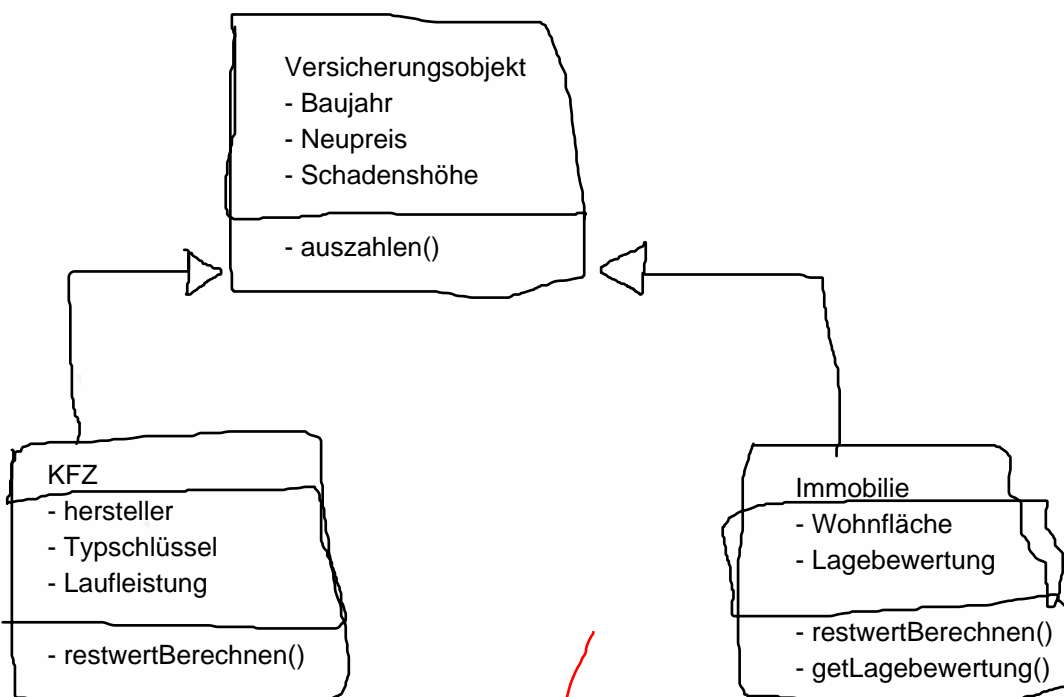 Versicherungsobjekt
- Baujahr
- Neupreis
- Schadenshöhe
- auszahlen()
KFZ
- hersteller
- Typschlüssel
- Laufleistung
- restwertBerechnen()
Immobilie
- Wohnfläche
- Lagebewertung
- restwertBerechnen()
- getLagebewertung()